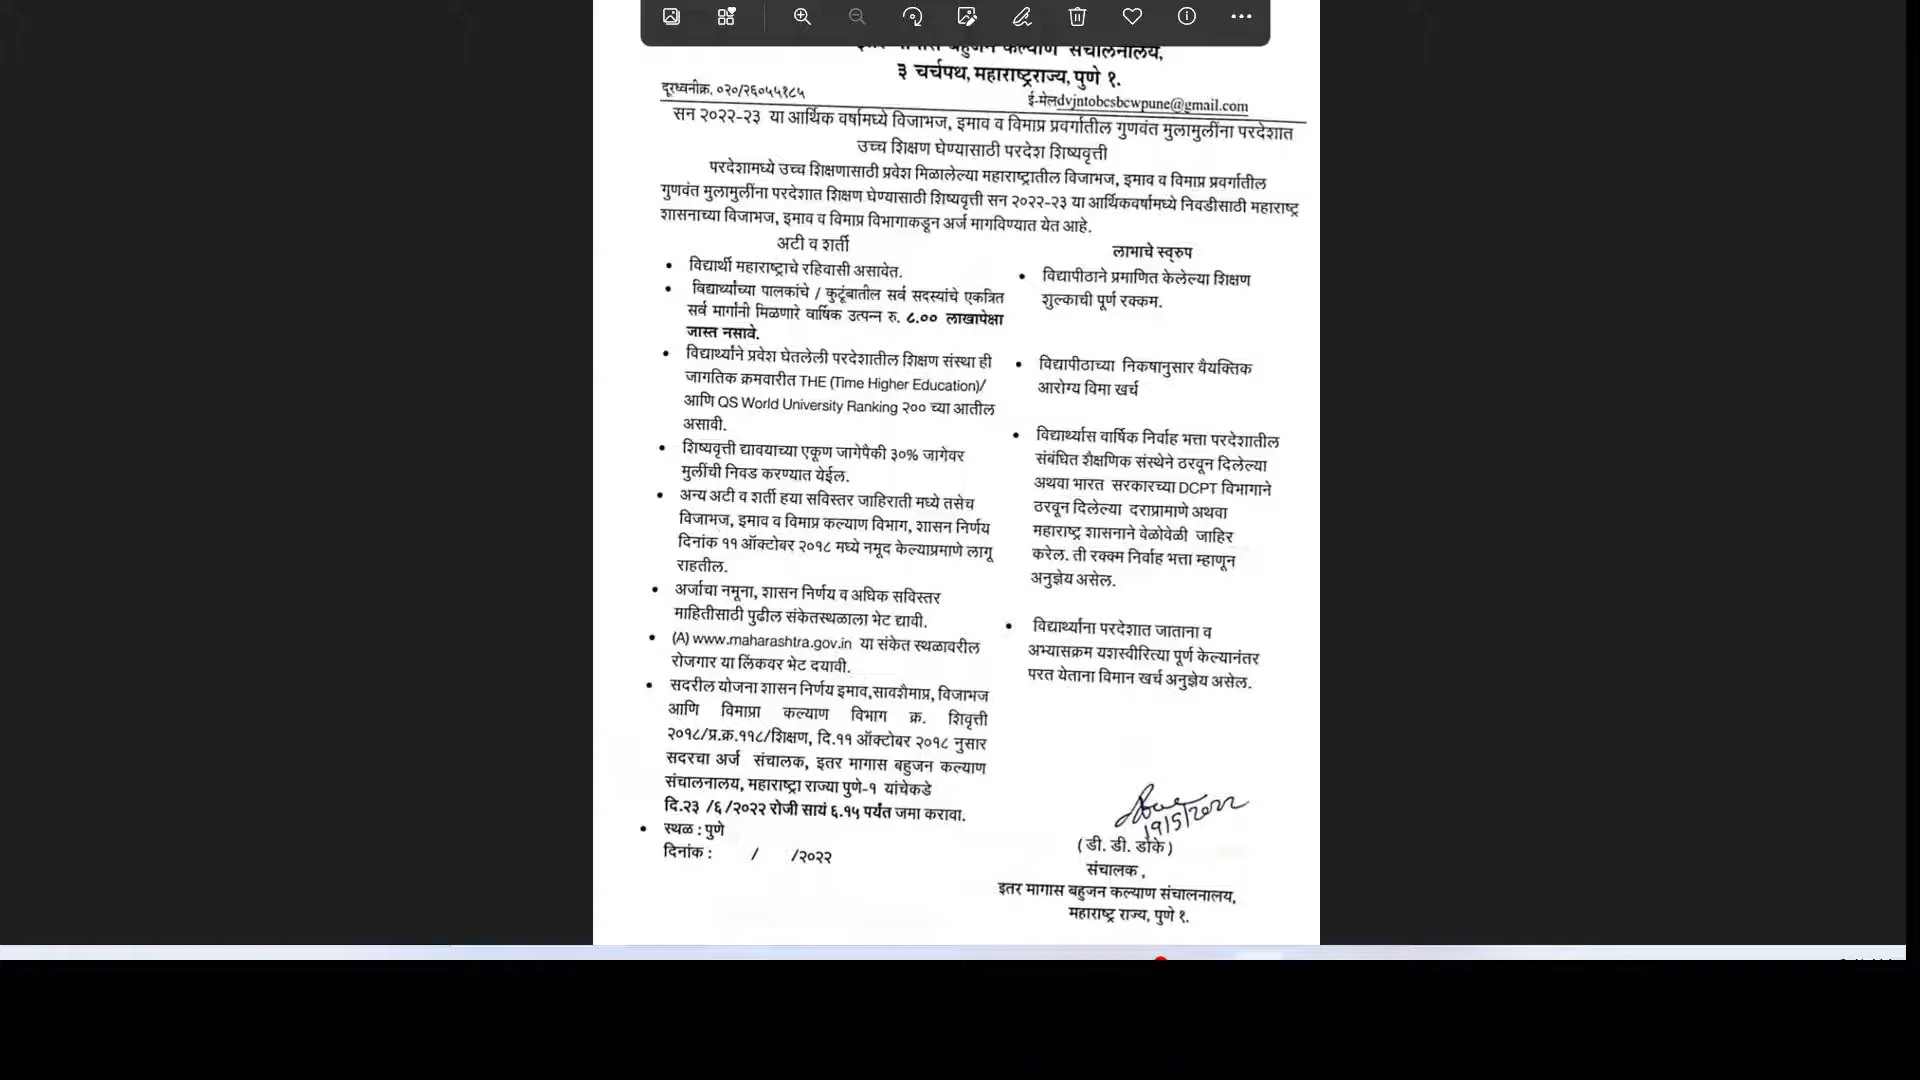 इतर मागास बहुजन कल्याण संचालनालय,
३ चर्चपथ, महाराष्ट्रराज्य, पुणे १.
दूरध्वनीक्र. ०२०/२६०५५१८५
ई-मेलdvjntobcsbcwpune@gmail.com
सन २०२२-२३ या आर्थिक वर्षामध्ये विजाभज, इमाव व विमाप्र प्रवर्गातील गुणवंत मुलामुलींना परदेशात
उच्च शिक्षण घेण्यासाठी परदेश शिष्यवृत्ती
परदेशामध्ये उच्च शिक्षणासाठी प्रवेश मिळालेल्या महाराष्ट्रातील विजाभज, इमाव व विमाप्र प्रवर्गातील
गुणवंत मुलामुलींना परदेशात शिक्षण घेण्यासाठी शिष्यवृत्ती सन २०२२-२३ या आर्थिकवर्षामध्ये निवडीसाठी महाराष्ट्र
शासनाच्या विजाभज, इमाव व विमाप्र विभागाकडून अर्ज मागविण्यात येत आहे.
अटी व शर्ती
• विद्यार्थी महाराष्ट्राचे रहिवासी असावेत.
• विद्यार्थ्यांच्या पालकांचे / कुटूंबातील सर्व सदस्यांचे एकत्रित
सर्व मार्गांनी मिळणारे वार्षिक उत्पन्न रु. ८.०० लाखापेक्षा
जास्त नसावे.
• विद्यार्थ्याने प्रवेश घेतलेली परदेशातील शिक्षण संस्था ही
जागतिक क्रमवारीत THE (Time Higher Education)/
आणि QS World University Ranking २०० च्या आतील
असावी.
• शिष्यवृत्ती द्यावयाच्या एकूण जागेपैकी ३०% जागेवर
मुलींची निवड करण्यात येईल.
• अन्य अटी व शर्ती हया सविस्तर जाहिराती मध्ये तसेच
विजाभज, इमाव व विमाप्र कल्याण विभाग, शासन निर्णय
दिनांक ११ ऑक्टोबर २०१८ मध्ये नमूद केल्याप्रमाणे लागू
राहतील.
• अर्जाचा नमूना, शासन निर्णय व अधिक सविस्तर
माहितीसाठी पुढील संकेतस्थळाला भेट द्यावी.
• (A) www.maharashtra.gov.in या संकेत स्थळावरील
रोजगार या लिंकवर भेट दयावी.
• सदरील योजना शासन निर्णय इमाव,सावशैमाप्र, विजाभज
आणि विमाप्रा कल्याण विभाग क्र. शिवृत्ती
२०१८/प्र.क्र.११८/शिक्षण, दि.११ ऑक्टोबर २०१८ नुसार
सदरचा अर्ज संचालक, इतर मागास बहुजन कल्याण
संचालनालय, महाराष्ट्रा राज्या पुणे-१ यांचेकडे
दि.२३ /६/२०२२ रोजी सायं ६.१५ पर्यंत जमा करावा.
• स्थळ : पुणे
दिनांक : / /२०२२
लाभाचे स्वरुप
• विद्यापीठाने प्रमाणित केलेल्या शिक्षण
शुल्काची पूर्ण रक्कम.
• विद्यापीठाच्या निकषानुसार वैयक्तिक
आरोग्य विमा खर्च
• विद्यार्थ्यास वार्षिक निर्वाह भत्ता परदेशातील
संबंधित शैक्षणिक संस्थेने ठरवून दिलेल्या
अथवा भारत सरकारच्या DCPT विभागाने
ठरवून दिलेल्या दराप्रामाणे अथवा
महाराष्ट्र शासनाने वेळोवेळी जाहिर
करेल. ती रक्कम निर्वाह भत्ता म्हाणून
अनुज्ञेय असेल.
• विद्यार्थ्यांना परदेशात जाताना व
अभ्यासक्रम यशस्वीरित्या पूर्ण केल्यानंतर
परत येताना विमान खर्च अनुज्ञेय असेल.
19/5/2022
( डी. डी. डोके )
संचालक ,
इतर मागास बहुजन कल्याण संचालनालय,
महाराष्ट्र राज्य, पुणे १.